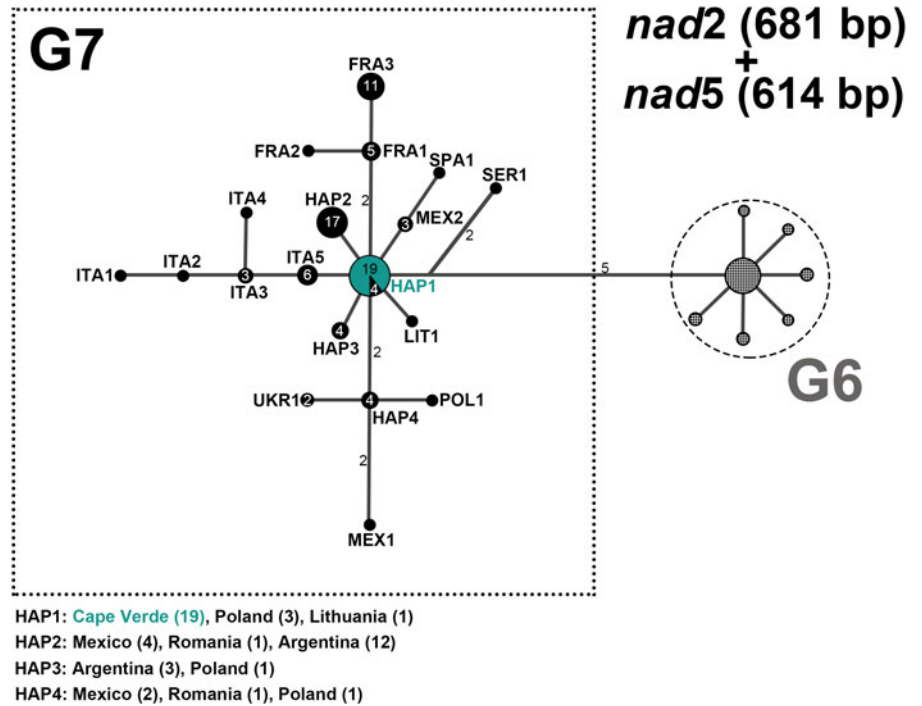 G7
nad2 (681 bp)
+
nad5 (614 bp)
FRA3
11
FRA2
5
FRA1
SPA1
SER1
2
ITA4
HAP2
17
3
MEX2
2
ITA1
ITA2
3
ITA3
ITA5
6
19
4
HAP1
5
4
HAP3
LIT1
2
G6
UKR1
2
4
HAP4
POL1
2
MEX1
HAP1: Cape Verde (19), Poland (3), Lithuania (1)
HAP2: Mexico (4), Romania (1), Argentina (12)
HAP3: Argentina (3), Poland (1)
HAP4: Mexico (2), Romania (1), Poland (1)